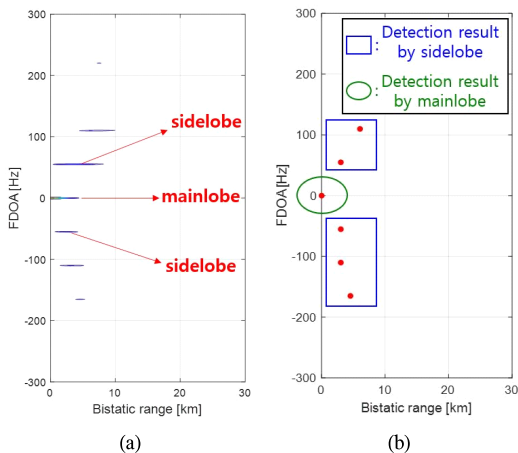 300
200
100
0
-100
-200
-300
FDOA [Hz]
0
10
20
30
Bistatic range [km]
sidelobe
mainlobe
sidelobe
(a)
300
200
100
0
-100
-200
-300
FDOA[Hz]
0
10
20
30
Bistatic range [km]
: Detection result
by sidelobe
: Detection result
by mainlobe
(b)